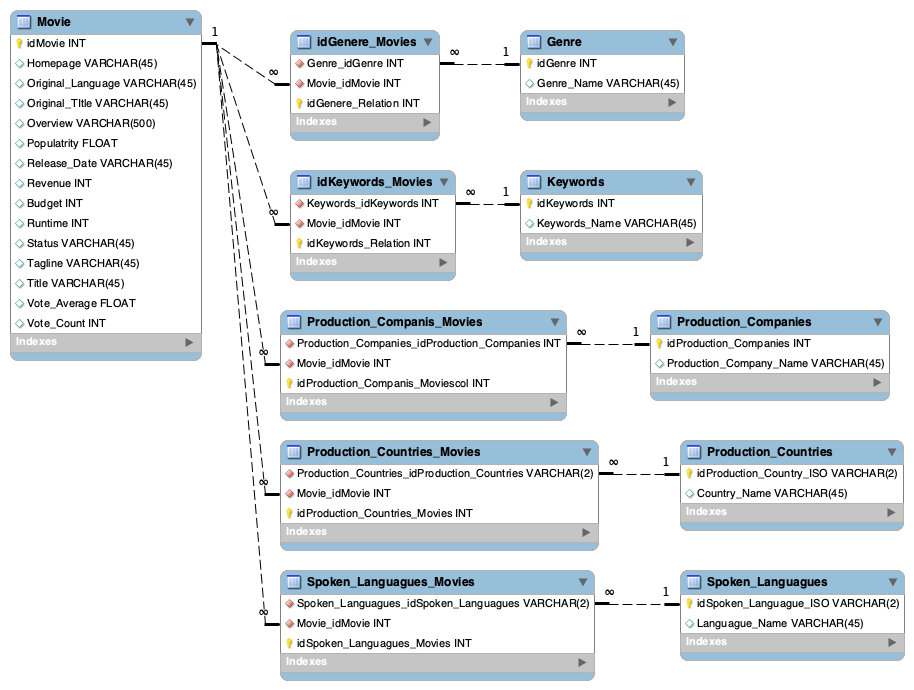 Movie
idMovie INT
Homepage VARCHAR(45)
Original_Language VARCHAR(45)
Original_TItle VARCHAR(45)
Overview VARCHAR(500)
Populatrity FLOAT
Release_Date VARCHAR(45)
Revenue INT
Budget INT
Runtime INT
Status VARCHAR(45)
Tagline VARCHAR(45)
Title VARCHAR(45)
Vote_Average FLOAT
Vote_Count INT
Indexes
1
∞
idGenere_Movies
Genre_idGenre INT
Movie_idMovie INT
idGenere_Relation INT
Indexes
∞
1
Genre
idGenre INT
Genre_Name VARCHAR(45)
Indexes
∞
idKeywords_Movies
Keywords_idKeywords INT
Movie_idMovie INT
idKeywords_Relation INT
Indexes
∞
1
Keywords
idKeywords INT
Keywords_Name VARCHAR(45)
Indexes
∞
Production_Companis_Movies
Production_Companies_idProduction_Companies INT
Movie_idMovie INT
idProduction_Companis_Moviescol INT
Indexes
∞
1
Production_Companies
idProduction_Companies INT
Production_Company_Name VARCHAR(45)
Indexes
∞
Production_Countries_Movies
Production_Countries_idProduction_Countries VARCHAR(2)
Movie_idMovie INT
idProduction_Countries_Movies INT
Indexes
∞
1
Production_Countries
idProduction_Country_ISO VARCHAR(2)
Country_Name VARCHAR(45)
Indexes
∞
Spoken_Languagues_Movies
Spoken_Languagues_idSpoken_Languagues VARCHAR(2)
Movie_idMovie INT
idSpoken_Languagues_Movies INT
Indexes
∞
1
Spoken_Languagues
idSpoken_Language_ISO VARCHAR(2)
Languague_Name VARCHAR(45)
Indexes